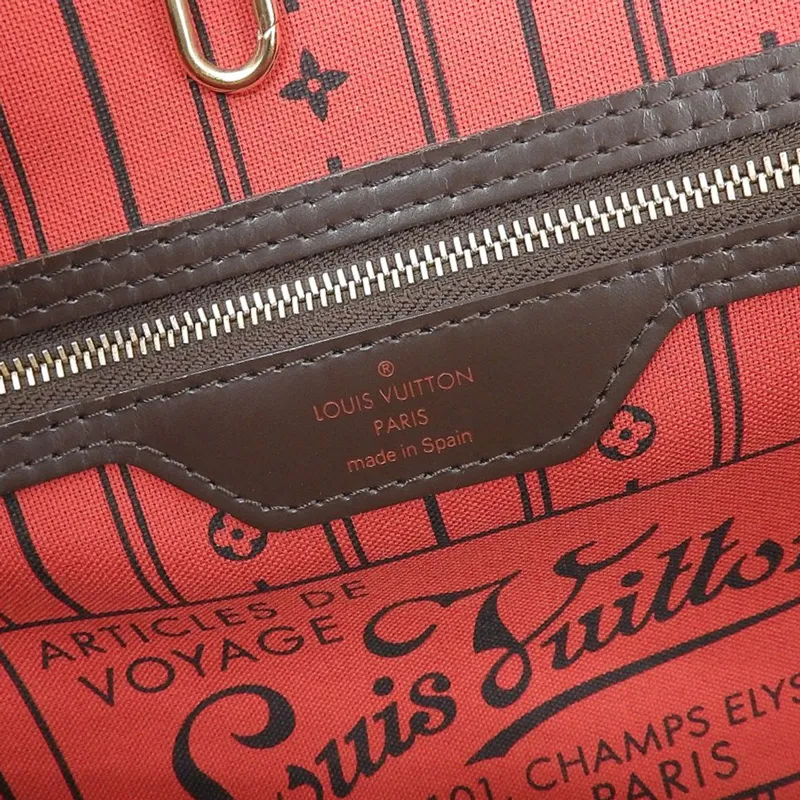 ®
LOUIS VUITTON
PARIS
made in Spain
ARTICLES DE
VOYAGE
Louis Vuitton
101, CHAMPS ELYS
PARIS